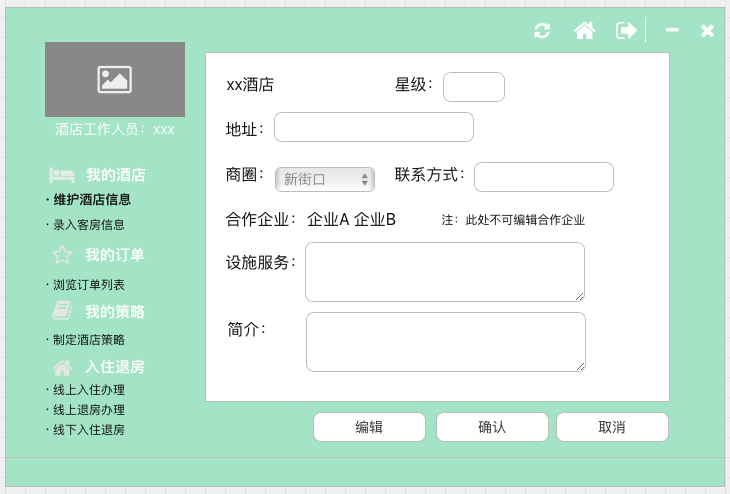 酒店工作人员：xxx
我的酒店
· 维护酒店信息
· 录入客房信息
我的订单
· 浏览订单列表
我的策略
· 制定酒店策略
入住退房
· 线上入住办理
· 线上退房办理
· 线下入住退房
xx酒店 星级：
地址：
商圈： 新街口 联系方式：
合作企业： 企业A 企业B 注：此处不可编辑合作企业
设施服务：
简介：
编辑 确认 取消